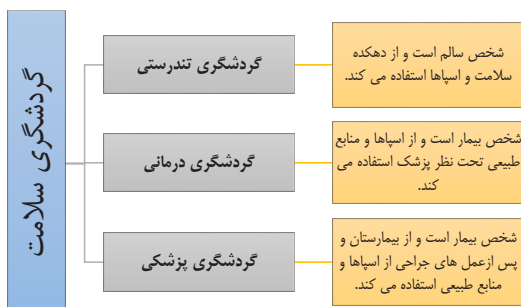 گردشگری سلامت
گردشگری تندرستی
شخص سالم است و از دهکده
سلامت و اسپاها استفاده می کند.
گردشگری درمانی
شخص بیمار است و از اسپاها و منابع
طبیعی تحت نظر پزشک استفاده می
کند.
گردشگری پزشکی
شخص بیمار است و از بیمارستان و
پس ازعمل های جراحی از اسپاها و
منابع طبیعی استفاده می کند.